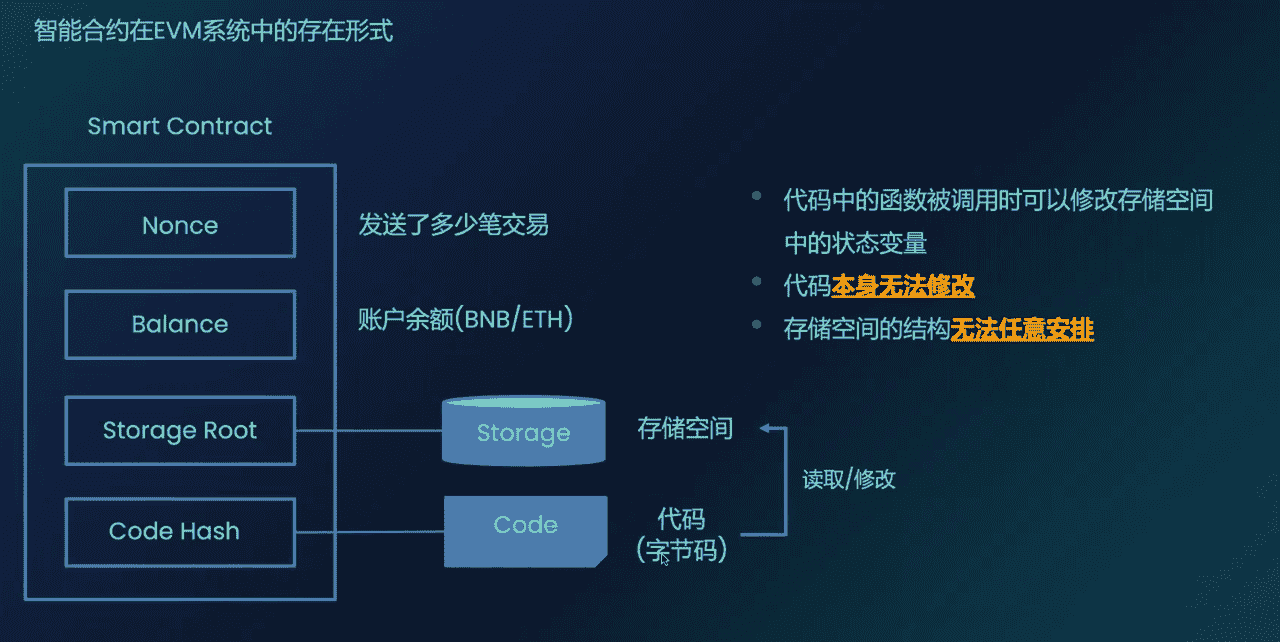 智能合约在EVM系统中的存在形式
Smart Contract
Nonce
发送了多少笔交易
Balance
账户余额(BNB/ETH)
Storage Root
Storage
存储空间
Code Hash
Code
代码
(字节码)
读取/修改
代码中的函数被调用时可以修改存储空间
中的状态变量
代码本身无法修改
存储空间的结构无法任意安排